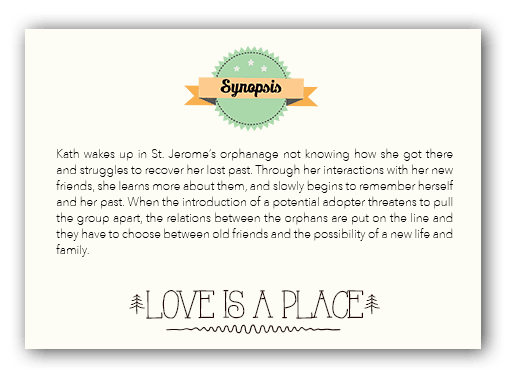 Synopsis
Kath wakes up in St. Jerome's orphanage not knowing how she got there
and struggles to recover her lost past. Through her interactions with her new
friends, she learns more about them, and slowly begins to remember herself
and her past. When the introduction of a potential adopter threatens to pull
the group apart, the relations between the orphans are put on the line and
they have to choose between old friends and the possibility of a new life and
family.
LOVE IS A PLACE